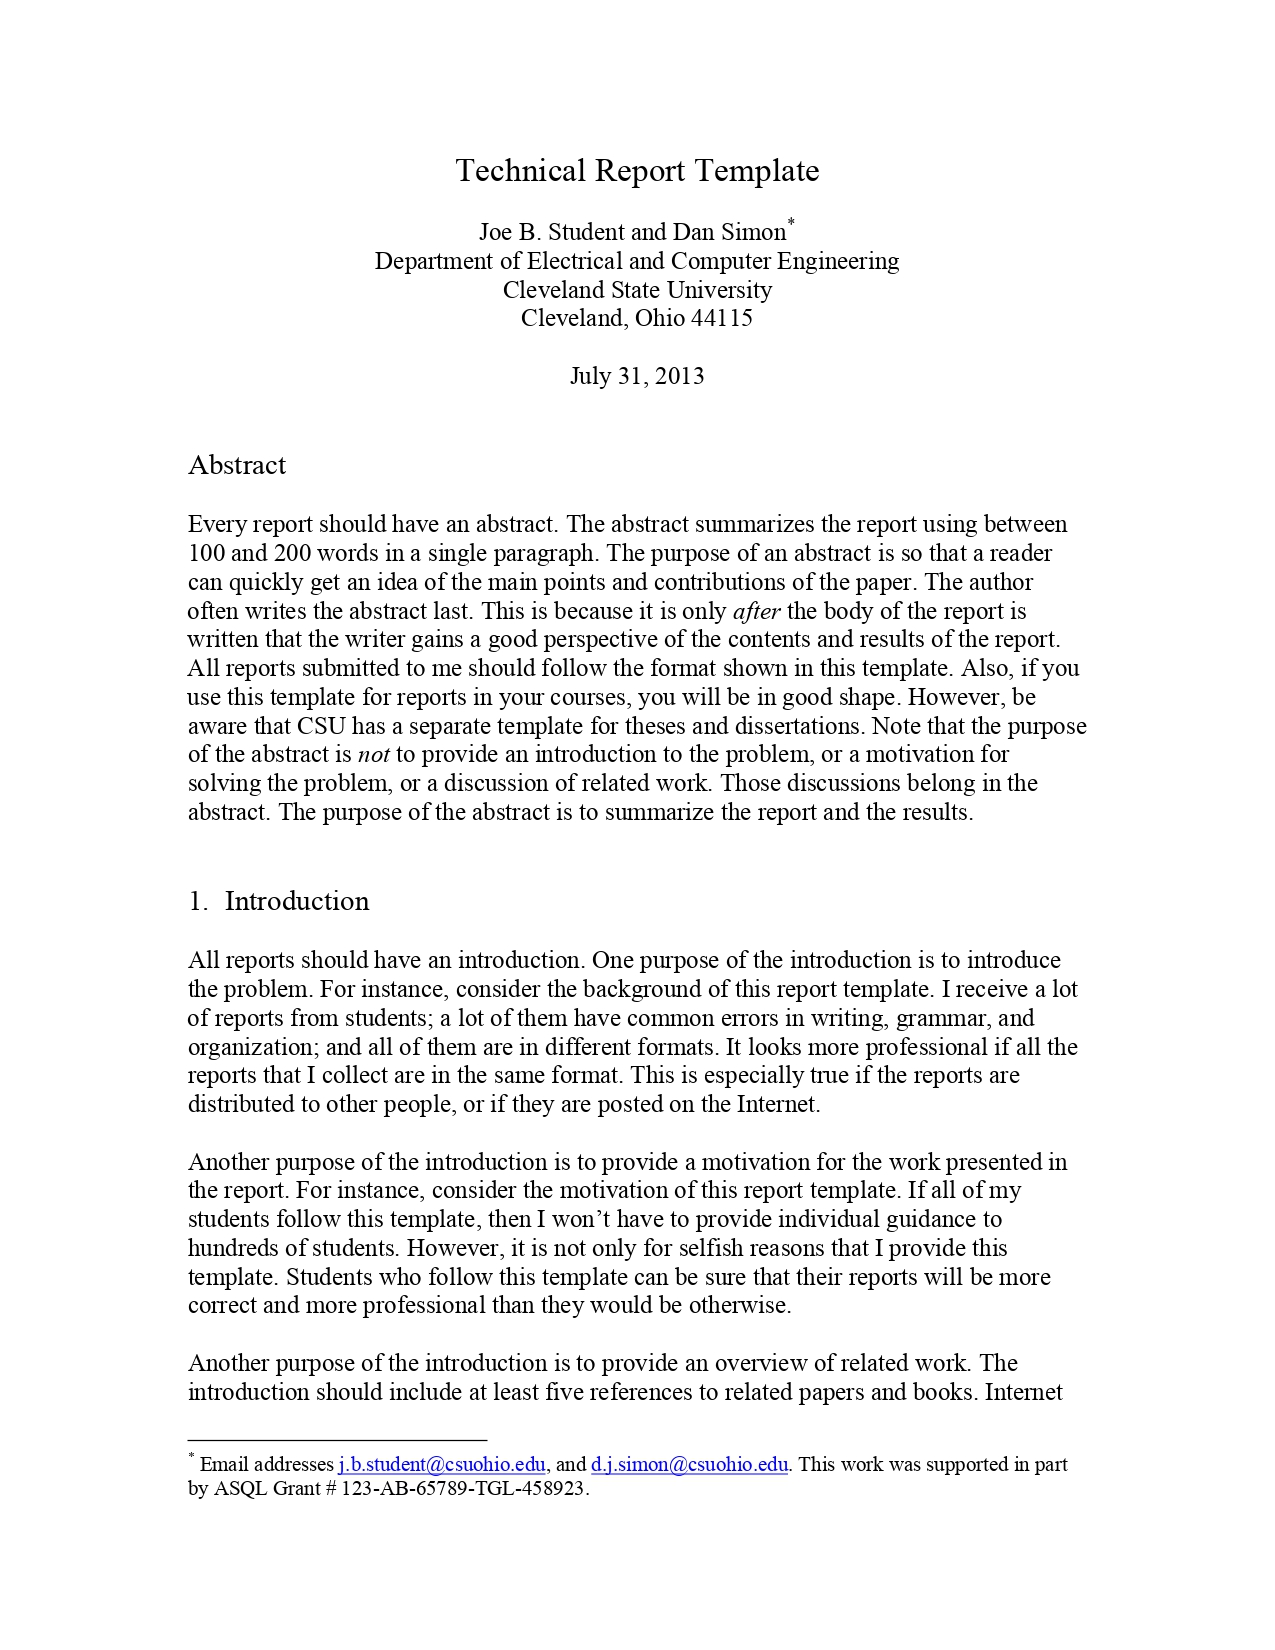 Technical Report Template
Joe B. Student and Dan Simon*
Department of Electrical and Computer Engineering
Cleveland State University
Cleveland, Ohio 44115
July 31, 2013
Abstract
Every report should have an abstract. The abstract summarizes the report using between
100 and 200 words in a single paragraph. The purpose of an abstract is so that a reader
can quickly get an idea of the main points and contributions of the paper. The author
often writes the abstract last. This is because it is only after the body of the report is
written that the writer gains a good perspective of the contents and results of the report.
All reports submitted to me should follow the format shown in this template. Also, if you
use this template for reports in your courses, you will be in good shape. However, be
aware that CSU has a separate template for theses and dissertations. Note that the purpose
of the abstract is not to provide an introduction to the problem, or a motivation for
solving the problem, or a discussion of related work. Those discussions belong in the
abstract. The purpose of the abstract is to summarize the report and the results.
1. Introduction
All reports should have an introduction. One purpose of the introduction is to introduce
the problem. For instance, consider the background of this report template. I receive a lot
of reports from students; a lot of them have common errors in writing, grammar, and
organization; and all of them are in different formats. It looks more professional if all the
reports that I collect are in the same format. This is especially true if the reports are
distributed to other people, or if they are posted on the Internet.
Another purpose of the introduction is to provide a motivation for the work presented in
the report. For instance, consider the motivation of this report template. If all of my
students follow this template, then I won’t have to provide individual guidance to
hundreds of students. However, it is not only for selfish reasons that I provide this
template. Students who follow this template can be sure that their reports will be more
correct and more professional than they would be otherwise.
Another purpose of the introduction is to provide an overview of related work. The
introduction should include at least five references to related papers and books. Internet
* Email addresses j.b.student@csuohio.edu, and d.j.simon@csuohio.edu. This work was supported in part
by ASQL Grant # 123-AB-65789-TGL-458923.